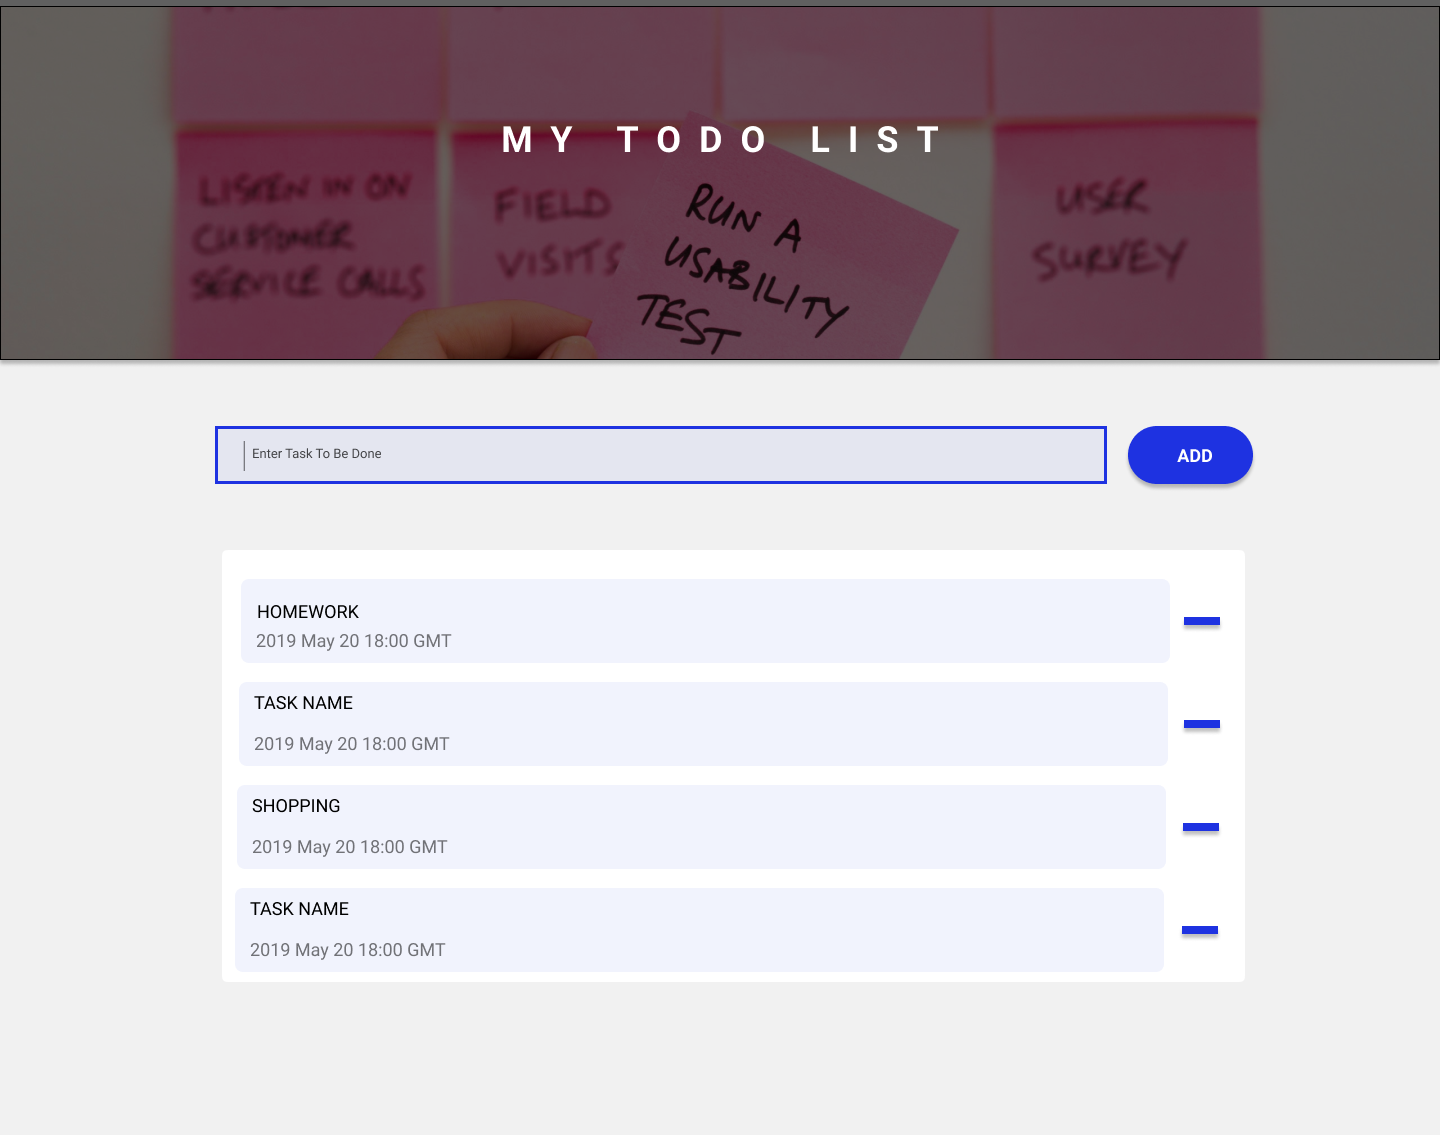 MY TODO LIST
LISTEN IN ON
CUSTOMER
SERVICE CALLS
FIELD
VISITS
RUN A
USABILITY
TEST
USER
SURVEY
Enter Task To Be Done
ADD
HOMEWORK
2019 May 20 18:00 GMT
TASK NAME
2019 May 20 18:00 GMT
SHOPPING
2019 May 20 18:00 GMT
TASK NAME
2019 May 20 18:00 GMT